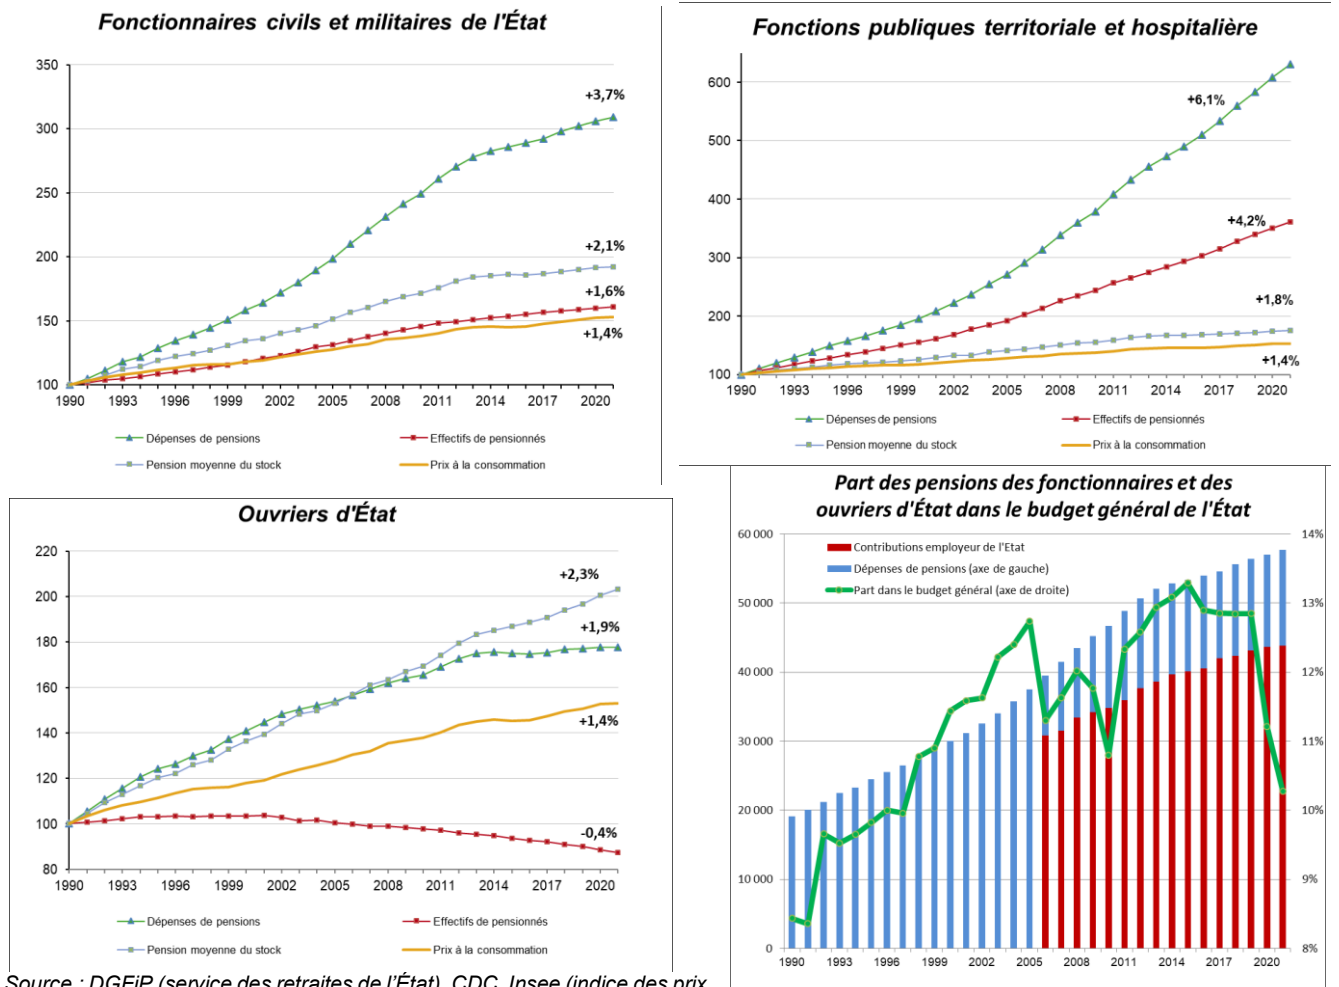 Fonctionnaires civils et militaires de l'État
350
300
250
200
150
100
+3,7%
+2,1%
+1,6%
+1,4%
1990 1993 1996 1999 2002 2005 2008 2011 2014 2017 2020
Dépenses de pensions
Effectifs de pensionnés
Pension moyenne du stock
Prix à la consommation
Fonctions publiques territoriale et hospitalière
600
500
400
300
200
100
+6,1%
+4,2%
+1,8%
+1,4%
1990 1993 1996 1999 2002 2005 2008 2011 2014 2017 2020
Dépenses de pensions
Effectifs de pensionnés
Pension moyenne du stock
Prix à la consommation
Ouvriers d'État
220
200
180
160
140
120
100
80
+2,3%
+1,9%
+1,4%
-0,4%
1990 1993 1996 1999 2002 2005 2008 2011 2014 2017 2020
Dépenses de pensions
Effectifs de pensionnés
Pension moyenne du stock
Prix à la consommation
Part des pensions des fonctionnaires et des
ouvriers d'État dans le budget général de l'État
60 000
50 000
40 000
30 000
20 000
10 000
0
Contributions employeur de l'Etat
Dépenses de pensions (axe de gauche)
Part dans le budget général (axe de droite)
14%
13%
12%
11%
10%
9%
8%
1990 1993 1996 1999 2002 2005 2008 2011 2014 2017 2020
Source : DGFiP (service des retraites de l'État), CDC, Insee (indice des prix